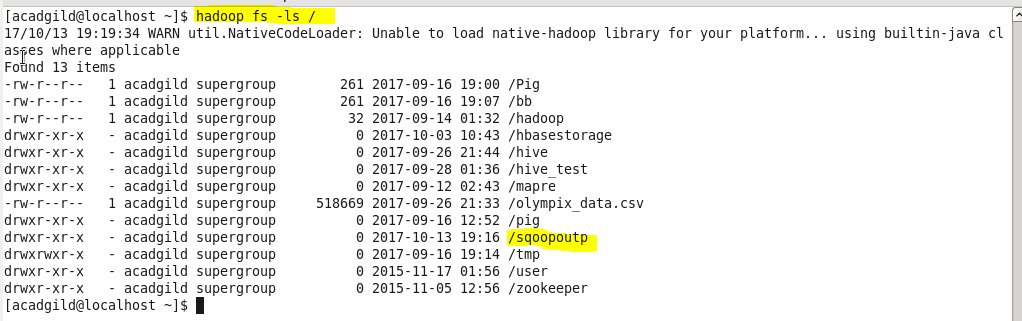 [acadgild@localhost ~]$ hadoop fs -ls /
17/10/13 19:19:34 WARN util.NativeCodeLoader: Unable to load native-hadoop library for your platform... using builtin-java cl
asses where applicable
Found 13 items
-rw-r--r--   1 acadgild supergroup        261 2017-09-16 19:00 /Pig
-rw-r--r--   1 acadgild supergroup        261 2017-09-16 19:07 /bb
-rw-r--r--   1 acadgild supergroup         32 2017-09-14 01:32 /hadoop
drwxr-xr-x   - acadgild supergroup          0 2017-10-03 10:43 /hbasestorage
drwxr-xr-x   - acadgild supergroup          0 2017-09-26 21:44 /hive
drwxr-xr-x   - acadgild supergroup          0 2017-09-28 01:36 /hive_test
drwxr-xr-x   - acadgild supergroup          0 2017-09-12 02:43 /mapre
-rw-r--r--   1 acadgild supergroup     518669 2017-09-26 21:33 /olympix_data.csv
drwxr-xr-x   - acadgild supergroup          0 2017-09-16 12:52 /pig
drwxr-xr-x   - acadgild supergroup          0 2017-10-13 19:16 /sqoopoutp
drwxrwxr-x   - acadgild supergroup          0 2017-09-16 19:14 /tmp
drwxr-xr-x   - acadgild supergroup          0 2015-11-17 01:56 /user
drwxr-xr-x   - acadgild supergroup          0 2015-11-05 12:56 /zookeeper
[acadgild@localhost ~]$